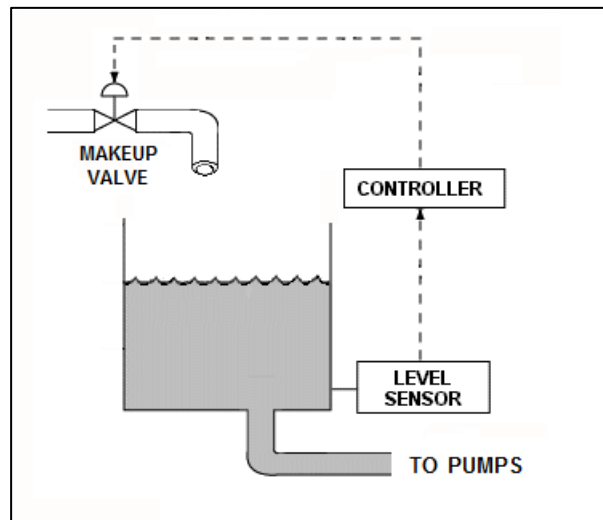 MAKEUP
VALVE
CONTROLLER
LEVEL
SENSOR
TO PUMPS